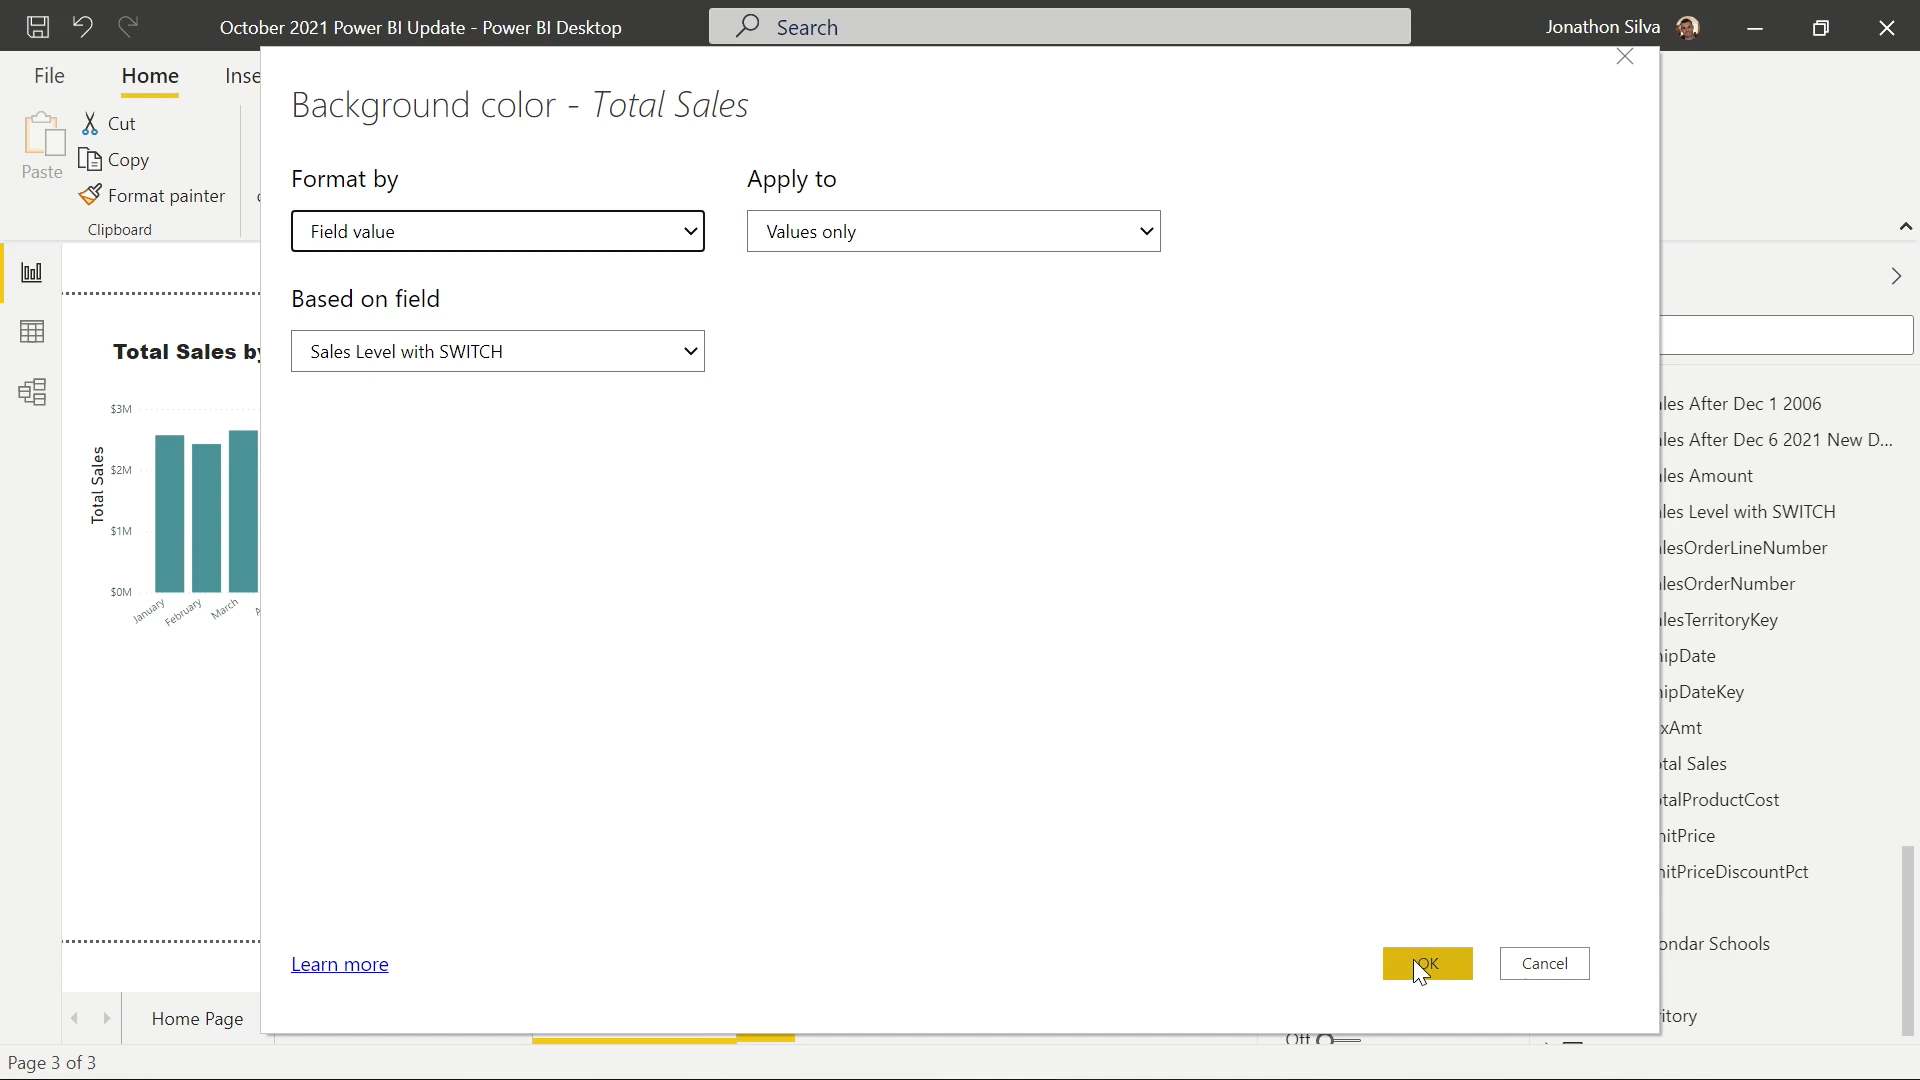 October 2021 Power BI Update - Power BI Desktop
Search
Jonathon Silva
File
Home
Inse
Paste
Cut
Copy
Format painter
Clipboard
Background color - Total Sales
Format by
Apply to
Field value
Values only
Based on field
Sales Level with SWITCH
Total Sales by
Total Sales
$3M
$2M
$1M
$0M
January
February
March
A
les After Dec 1 2006
les After Dec 6 2021 New D...
les Amount
les Level with SWITCH
lesOrderLineNumber
lesOrderNumber
lesTerritoryKey
ipDate
ipDateKey
xAmt
tal Sales
talProductCost
nitPrice
nitPriceDiscountPct
ondar Schools
itory
Learn more
OK
Cancel
Home Page
Off
Page 3 of 3